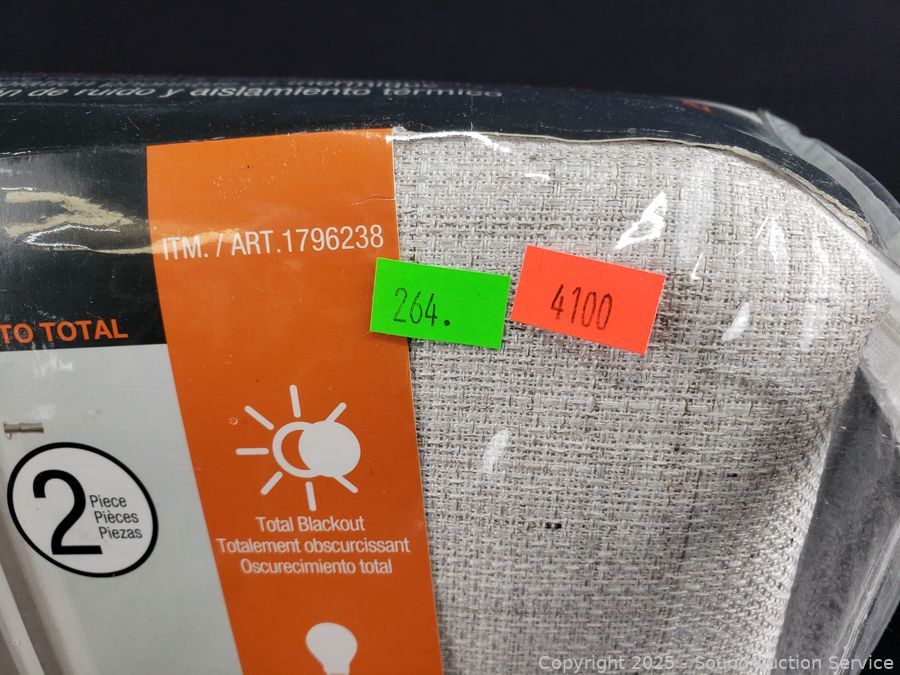 ón de ruido y aislamiento térmico
ITM. / ART.1796238
264.
4100
TO TOTAL
2
Piece
Pièces
Piezas
Total Blackout
Totalement obscurcissant
Oscurecimiento total
Copyright 2025 - Sound Auction Service